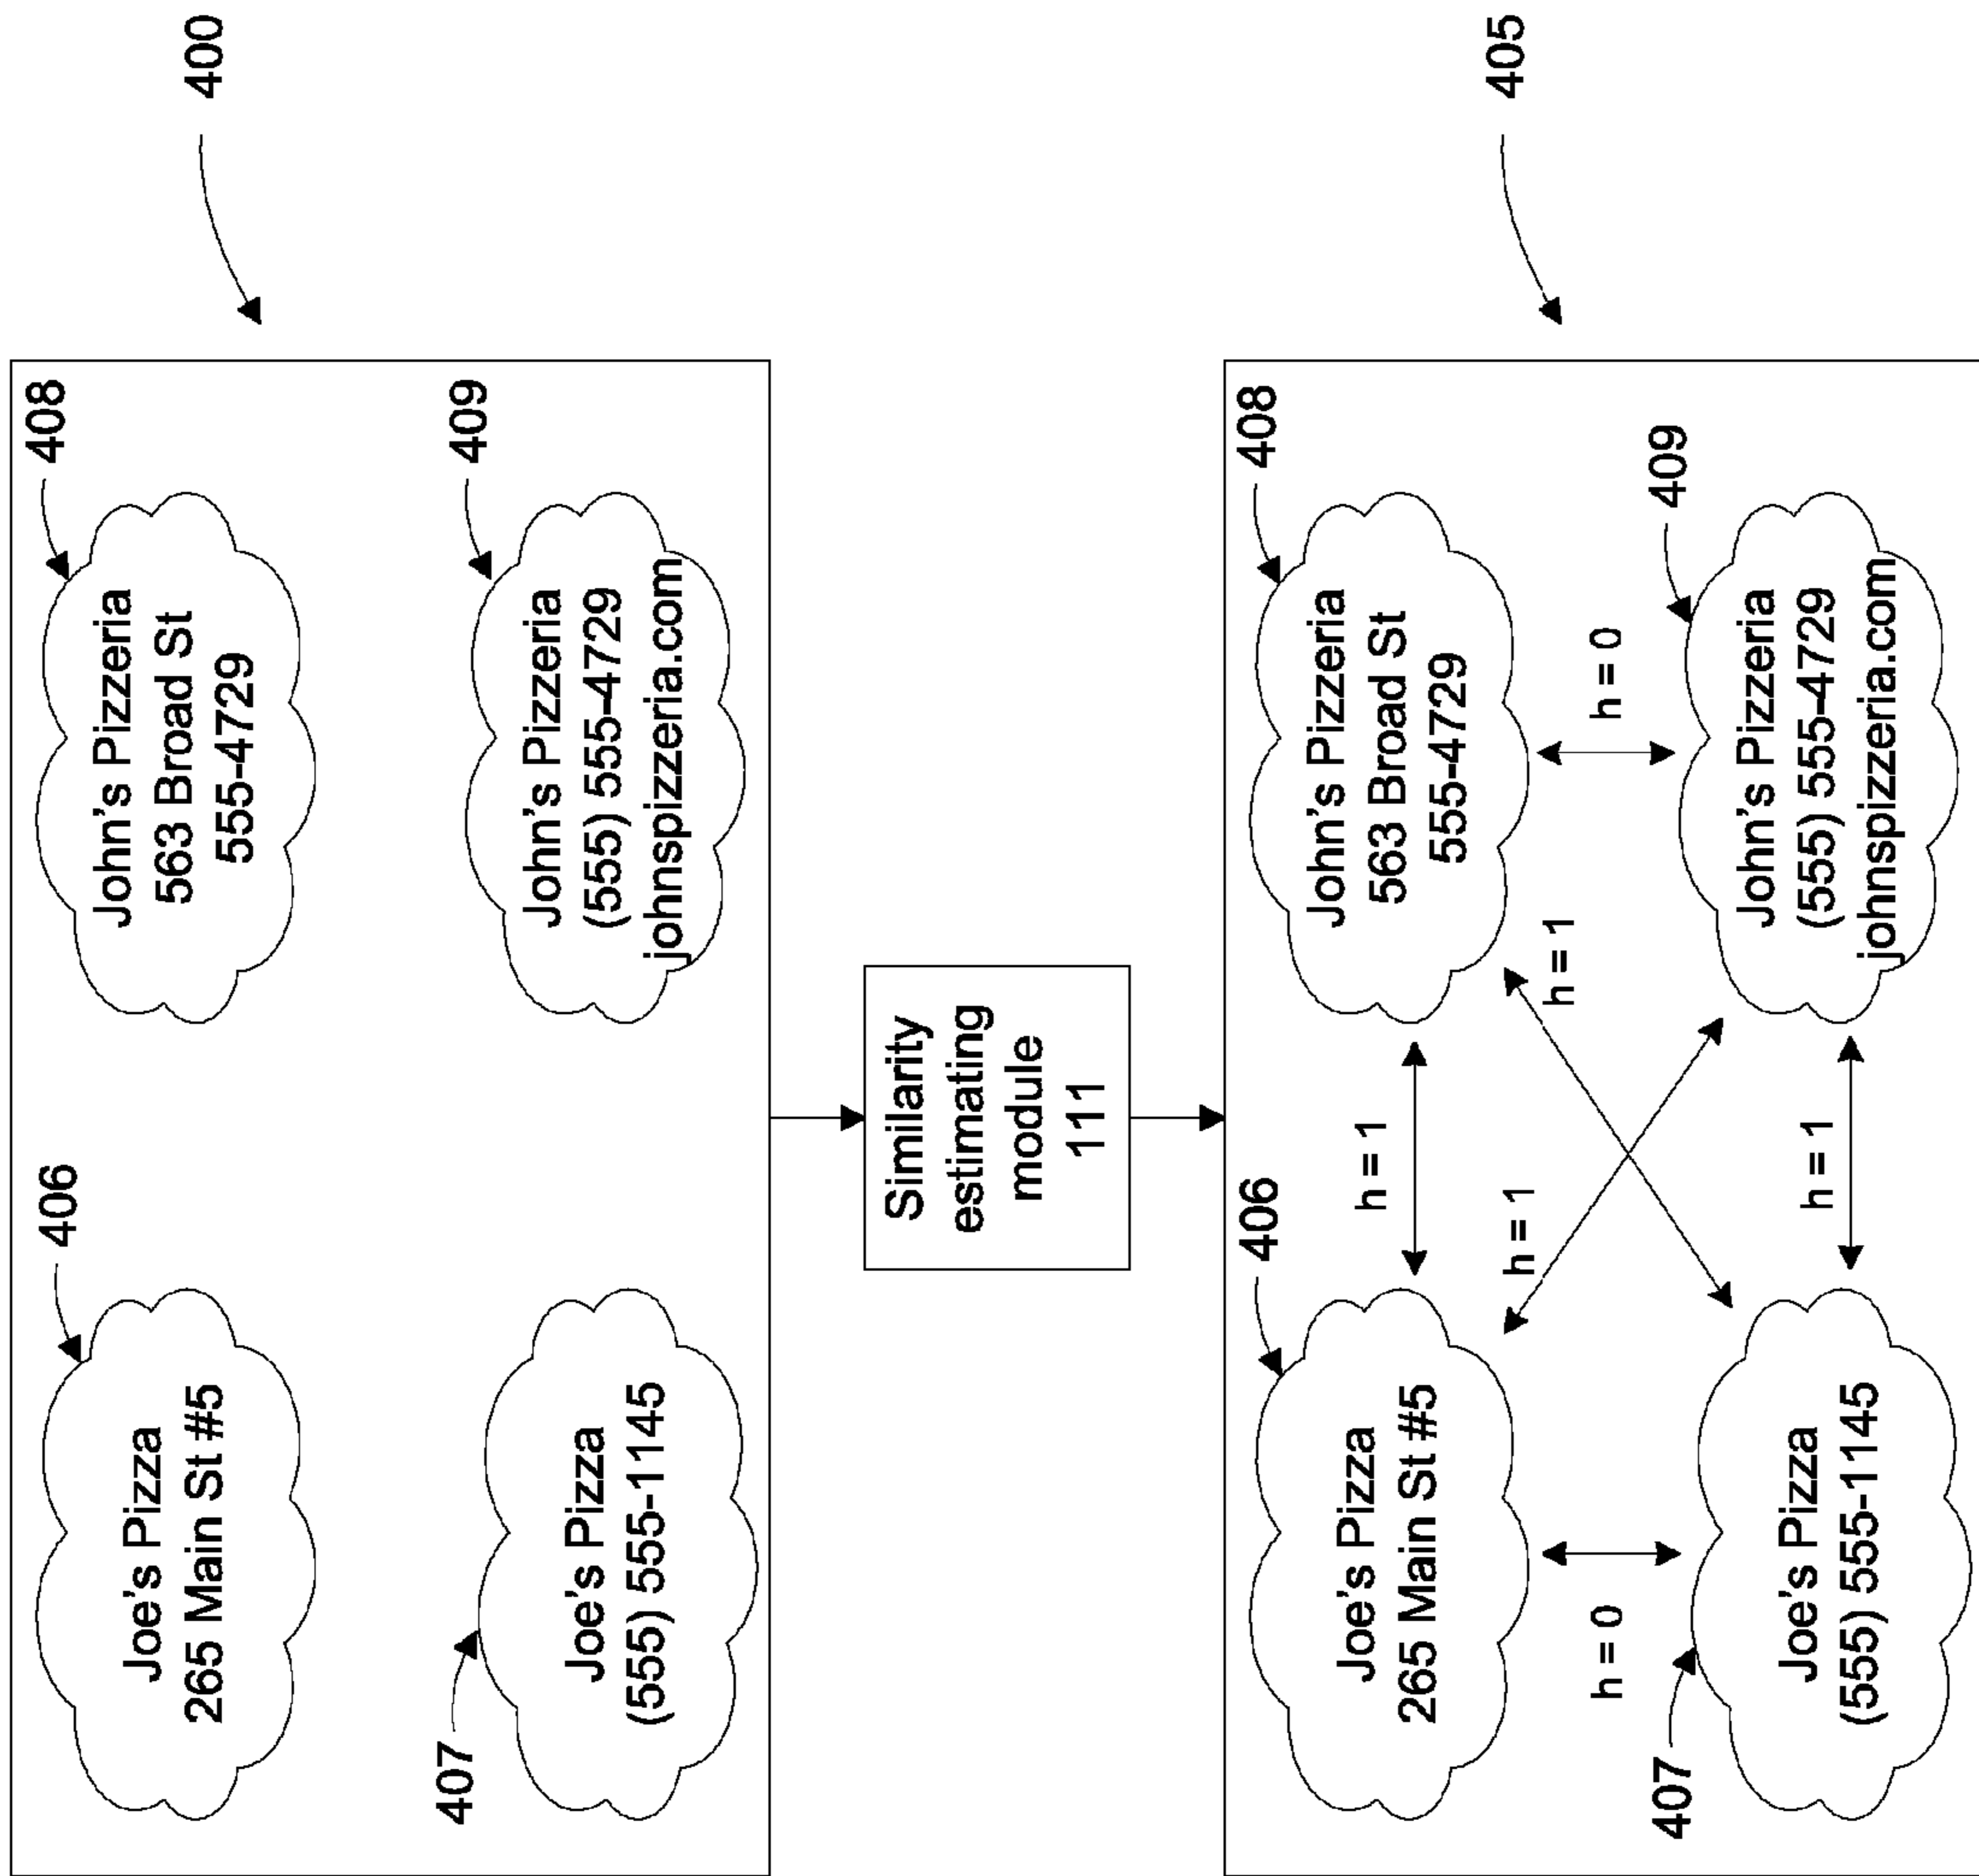 400
406
408
Joe's Pizza
265 Main St #5
John's Pizzeria
563 Broad St
555-4729
407
409
Joe's Pizza
(555) 555-1145
John's Pizzeria
(555) 555-4729
johnspizzeria.com
Similarity
estimating
module
111
405
406
408
Joe's Pizza
265 Main St #5
h = 1
John's Pizzeria
563 Broad St
555-4729
h = 0
h = 1
h = 1
h = 0
407
409
Joe's Pizza
(555) 555-1145
h = 1
John's Pizzeria
(555) 555-4729
johnspizzeria.com